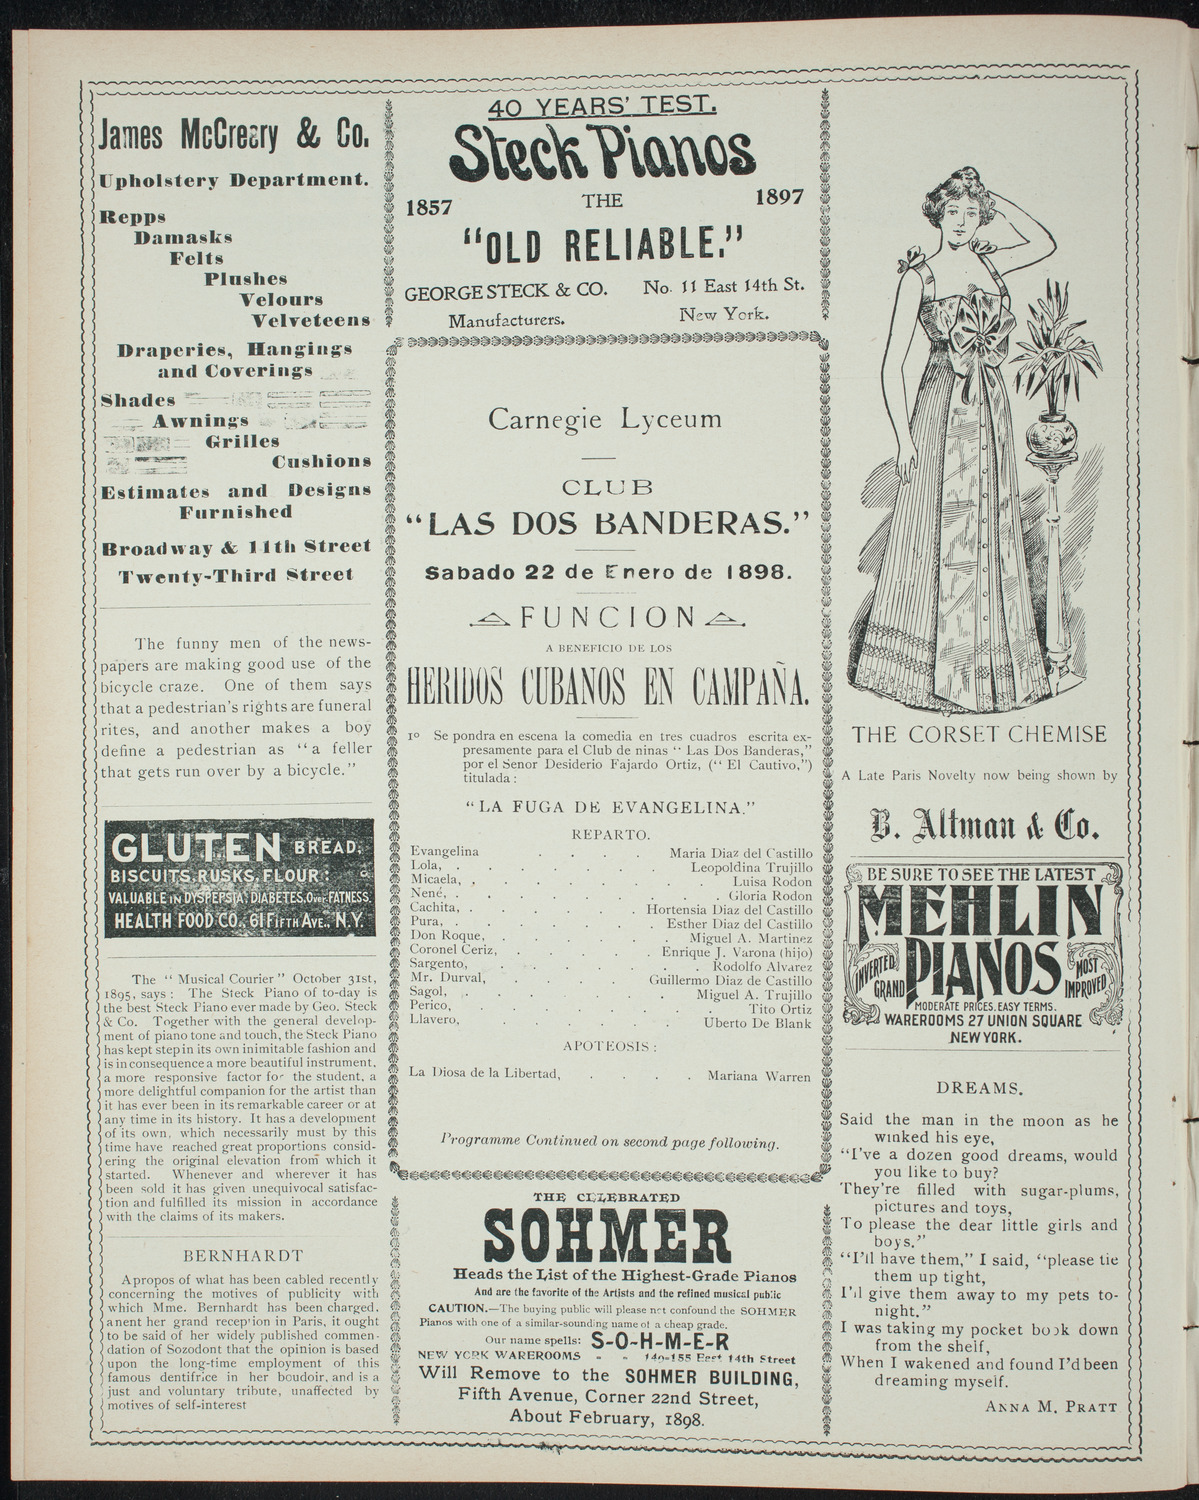 James McCreery & Co.
Upholstery Department.
Repps
Damasks
Felts
Plushes
Velours
Velveteens
Draperies, Hangings
and Coverings
Shades
Awnings
Grilles
Cushions
Estimates and Designs
Furnished
Broadway & 11th Street
Twenty-Third Street
The funny men of the news-
papers are making good use of the
bicycle craze. One of them says
that a pedestrian's rights are funeral
rites, and another makes a boy
define a pedestrian as "a feller
that gets run over by a bicycle."
GLUTEN BREAD,
BISCUITS, RUSKS, FLOUR:
VALUABLE IN DYSPEPSIA, DIABETES, OVER-FATNESS.
HEALTH FOOD CO., 61 FIFTH AVE., N.Y.
The "Musical Courier" October 31st,
1895, says: The Steck Piano of to-day is
the best Steck Piano ever made by Geo. Steck
& Co. Together with the general develop-
ment of piano tone and touch, the Steck Piano
has kept step in its own inimitable fashion and
is in consequence a more beautiful instrument,
a more responsive factor for the student, a
more delightful companion for the artist than
it has ever been in its remarkable career or at
any time in its history. It has a development
of its own, which necessarily must by this
time have reached great proportions consid-
ering the original elevation from which it
started. Whenever and wherever it has
been sold it has given unequivocal satisfac-
tion and fulfilled its mission in accordance
with the claims of its makers.
BERNHARDT
Apropos of what has been cabled recently
concerning the motives of publicity with
which Mme. Bernhardt has been charged,
anent her grand reception in Paris, it ought
to be said of her widely published commen-
dation of Sozodont that the opinion is based
upon the long-time employment of this
famous dentifrice in her boudoir, and is a
just and voluntary tribute, unaffected by
motives of self-interest
40 YEARS' TEST.
Steck Pianos
1857 THE 1897
"OLD RELIABLE."
GEORGE STECK & CO. No. 11 East 14th St.
Manufacturers. New York.
Carnegie Lyceum
CLUB
"LAS DOS BANDERAS."
Sabado 22 de Enero de 1898.
FUNCION
A BENEFICIO DE LOS
HERIDOS CUBANOS EN CAMPAÑA.
1º Se pondra en escena la comedia en tres cuadros escrita ex-
presamente para el Club de ninas "Las Dos Banderas,"
por el Senor Desiderio Fajardo Ortiz, ("El Cautivo,")
titulada:
"LA FUGA DE EVANGELINA."
REPARTO.
Evangelina . . . . Maria Diaz del Castillo
Lola, . . . . . . Leopoldina Trujillo
Micaela, . . . . . . Luisa Rodon
Nené, . . . . . . . Gloria Rodon
Cachita, . . . . . . Hortensia Diaz del Castillo
Pura, . . . . . . Esther Diaz del Castillo
Don Roque, . . . . . Miguel A. Martinez
Coronel Ceriz, . . . . . Enrique J. Varona (hijo)
Sargento, . . . . . . Rodolfo Alvarez
Mr. Durval, . . . . . Guillermo Diaz de Castillo
Sagol, . . . . . . Miguel A. Trujillo
Perico, . . . . . . Tito Ortiz
Llavero, . . . . . . Uberto De Blank
APOTEOSIS:
La Diosa de la Libertad, . . . . Mariana Warren
Programme Continued on second page following.
THE CELEBRATED
SOHMER
Heads the List of the Highest-Grade Pianos
And are the favorite of the Artists and the refined musical public
CAUTION.—The buying public will please not confound the SOHMER
Pianos with one of a similar-sounding name of a cheap grade.
Our name spells: S-O-H-M-E-R
NEW YORK WAREROOMS - - 149-155 East 14th Street
Will Remove to the SOHMER BUILDING,
Fifth Avenue, Corner 22nd Street,
About February, 1898.
THE CORSET CHEMISE
A Late Paris Novelty now being shown by
B. Altman & Co.
BE SURE TO SEE THE LATEST
MEHLIN
PIANOS
INVERTED GRAND
MOST IMPROVED
MODERATE PRICES. EASY TERMS.
WAREROOMS 27 UNION SQUARE
NEW YORK.
DREAMS.
Said the man in the moon as he
winked his eye,
"I've a dozen good dreams, would
you like to buy?
They're filled with sugar-plums,
pictures and toys,
To please the dear little girls and
boys."
"I'll have them," I said, "please tie
them up tight,
I'll give them away to my pets to-
night."
I was taking my pocket book down
from the shelf,
When I wakened and found I'd been
dreaming myself.
ANNA M. PRATT